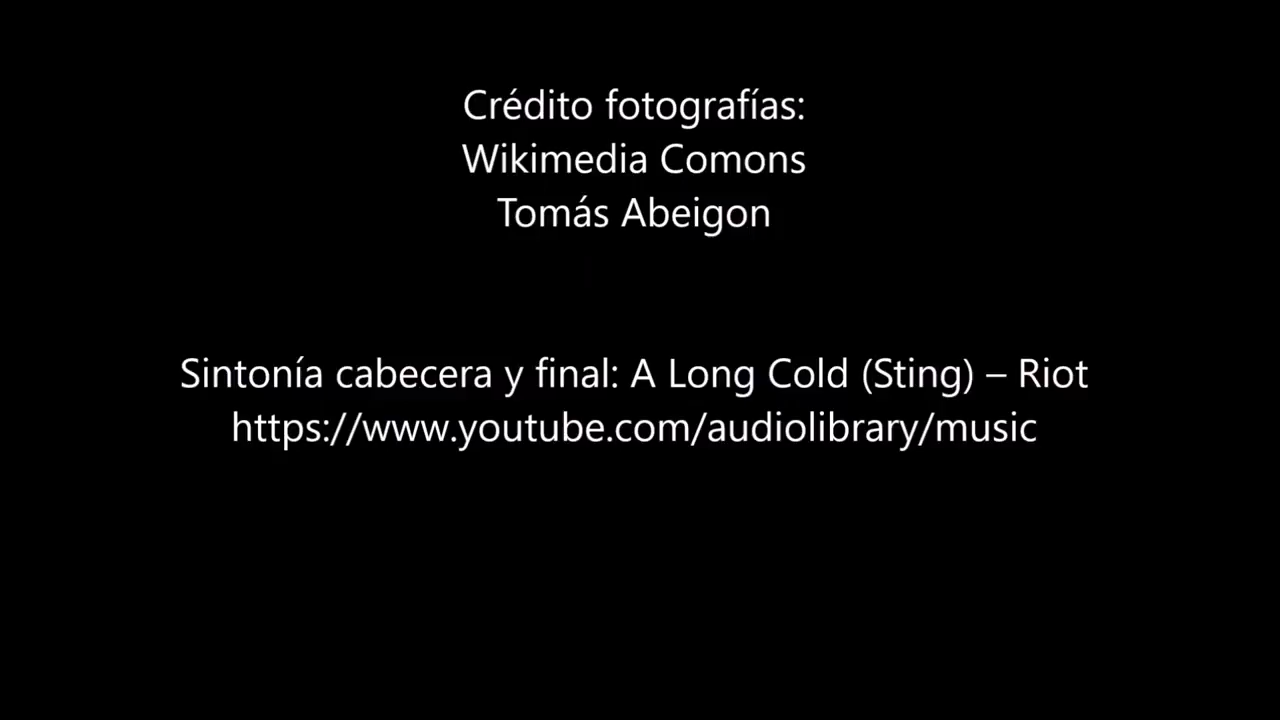 Crédito fotografías:
Wikimedia Comons
Tomás Abeigon
Sintonía cabecera y final: A Long Cold (Sting) – Riot
https://www.youtube.com/audiolibrary/music